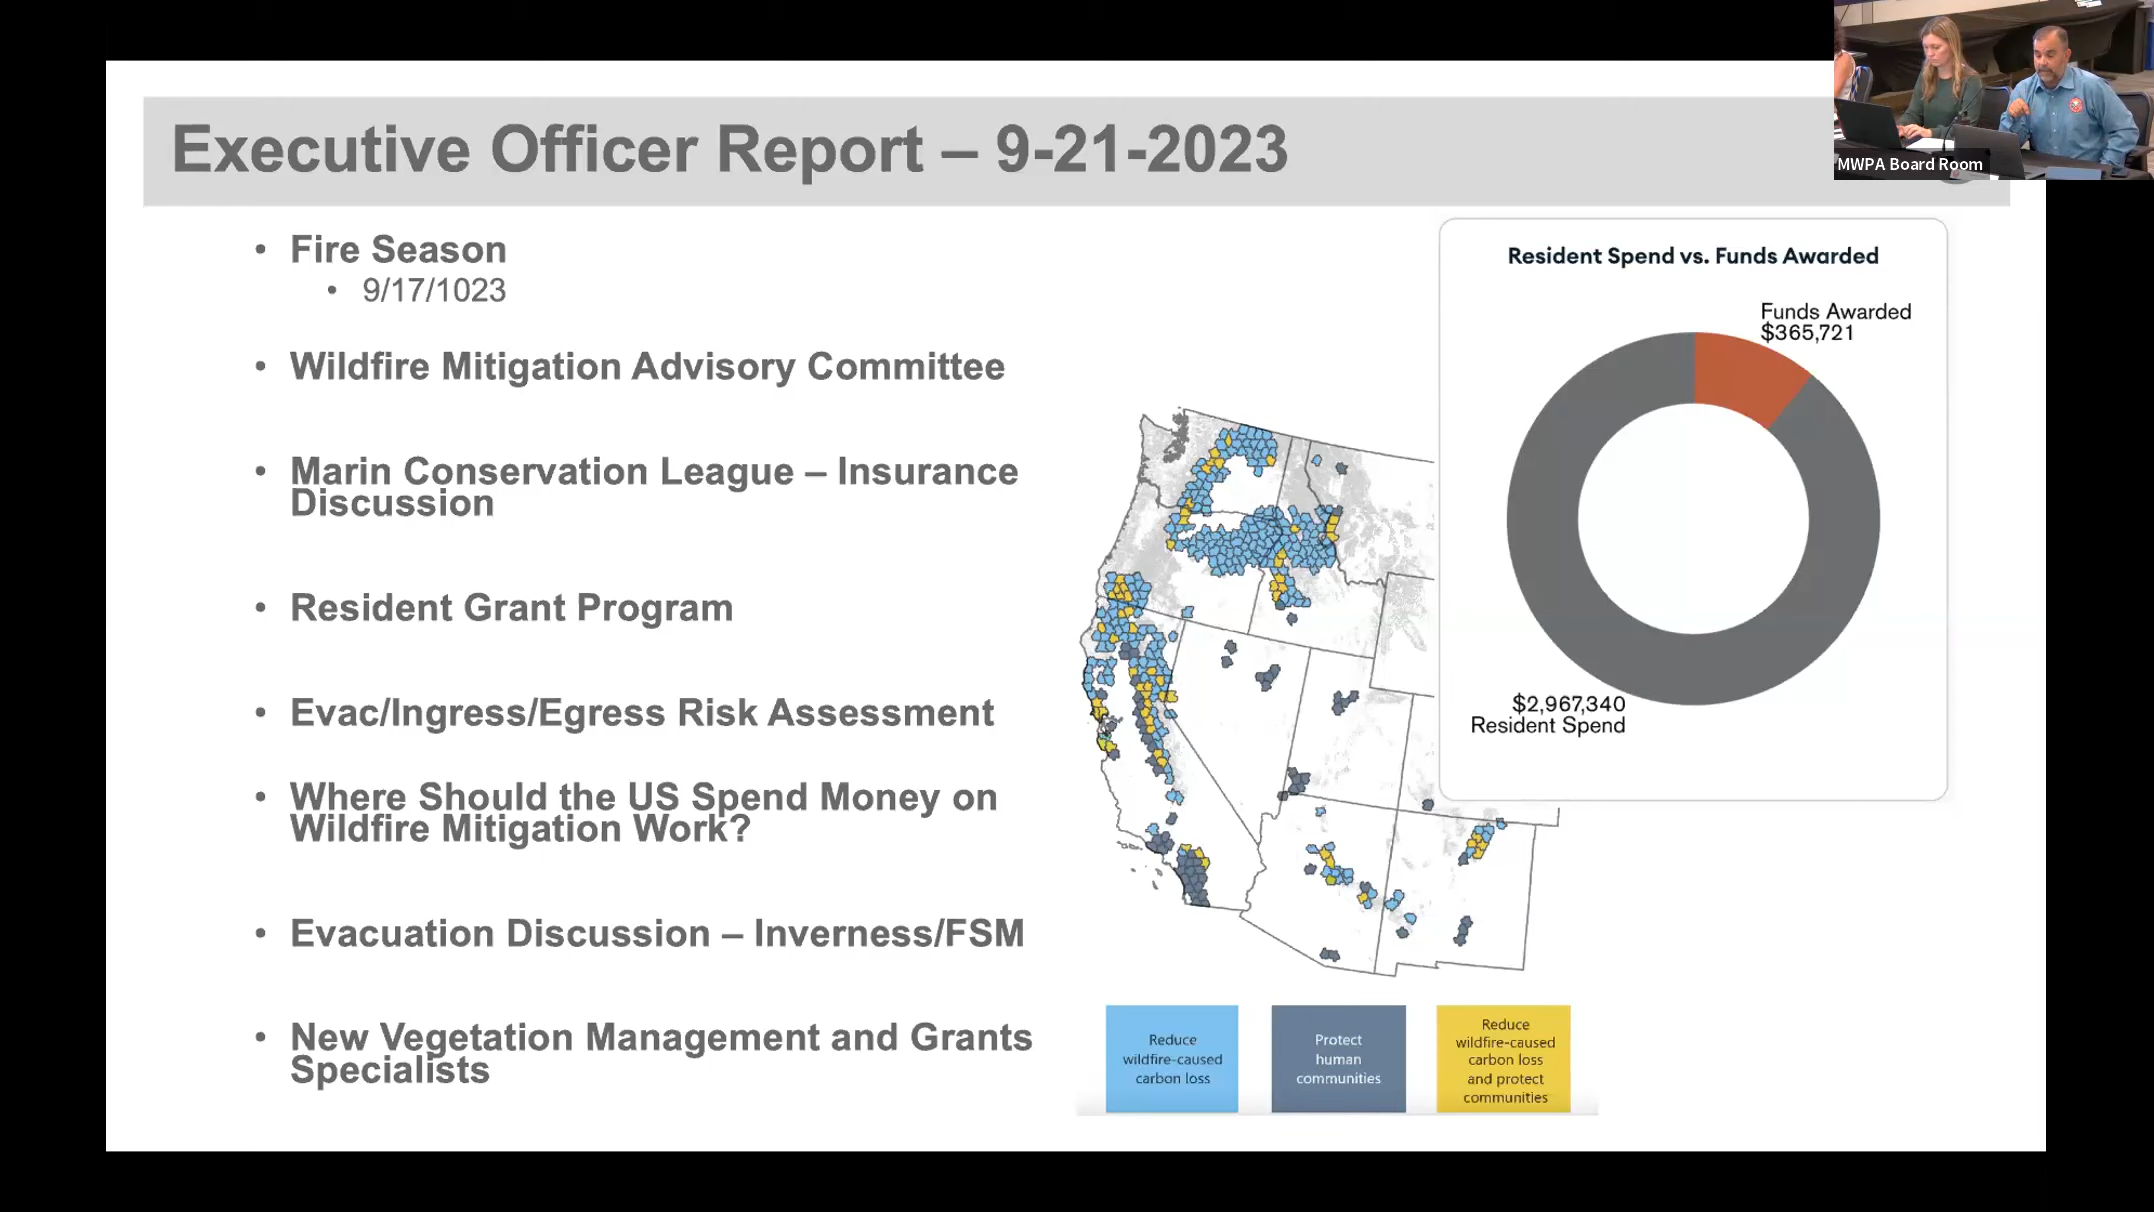 Executive Officer Report – 9-21-2023
MWPA Board Room
• Fire Season
• 9/17/1023
• Wildfire Mitigation Advisory Committee
• Marin Conservation League – Insurance
Discussion
• Resident Grant Program
• Evac/Ingress/Egress Risk Assessment
• Where Should the US Spend Money on
Wildfire Mitigation Work?
• Evacuation Discussion – Inverness/FSM
• New Vegetation Management and Grants
Specialists
Resident Spend vs. Funds Awarded
Funds Awarded
$365,721
$2,967,340
Resident Spend
Reduce
wildfire-caused
carbon loss
Protect
human
communities
Reduce
wildfire-caused
carbon loss
and protect
communities